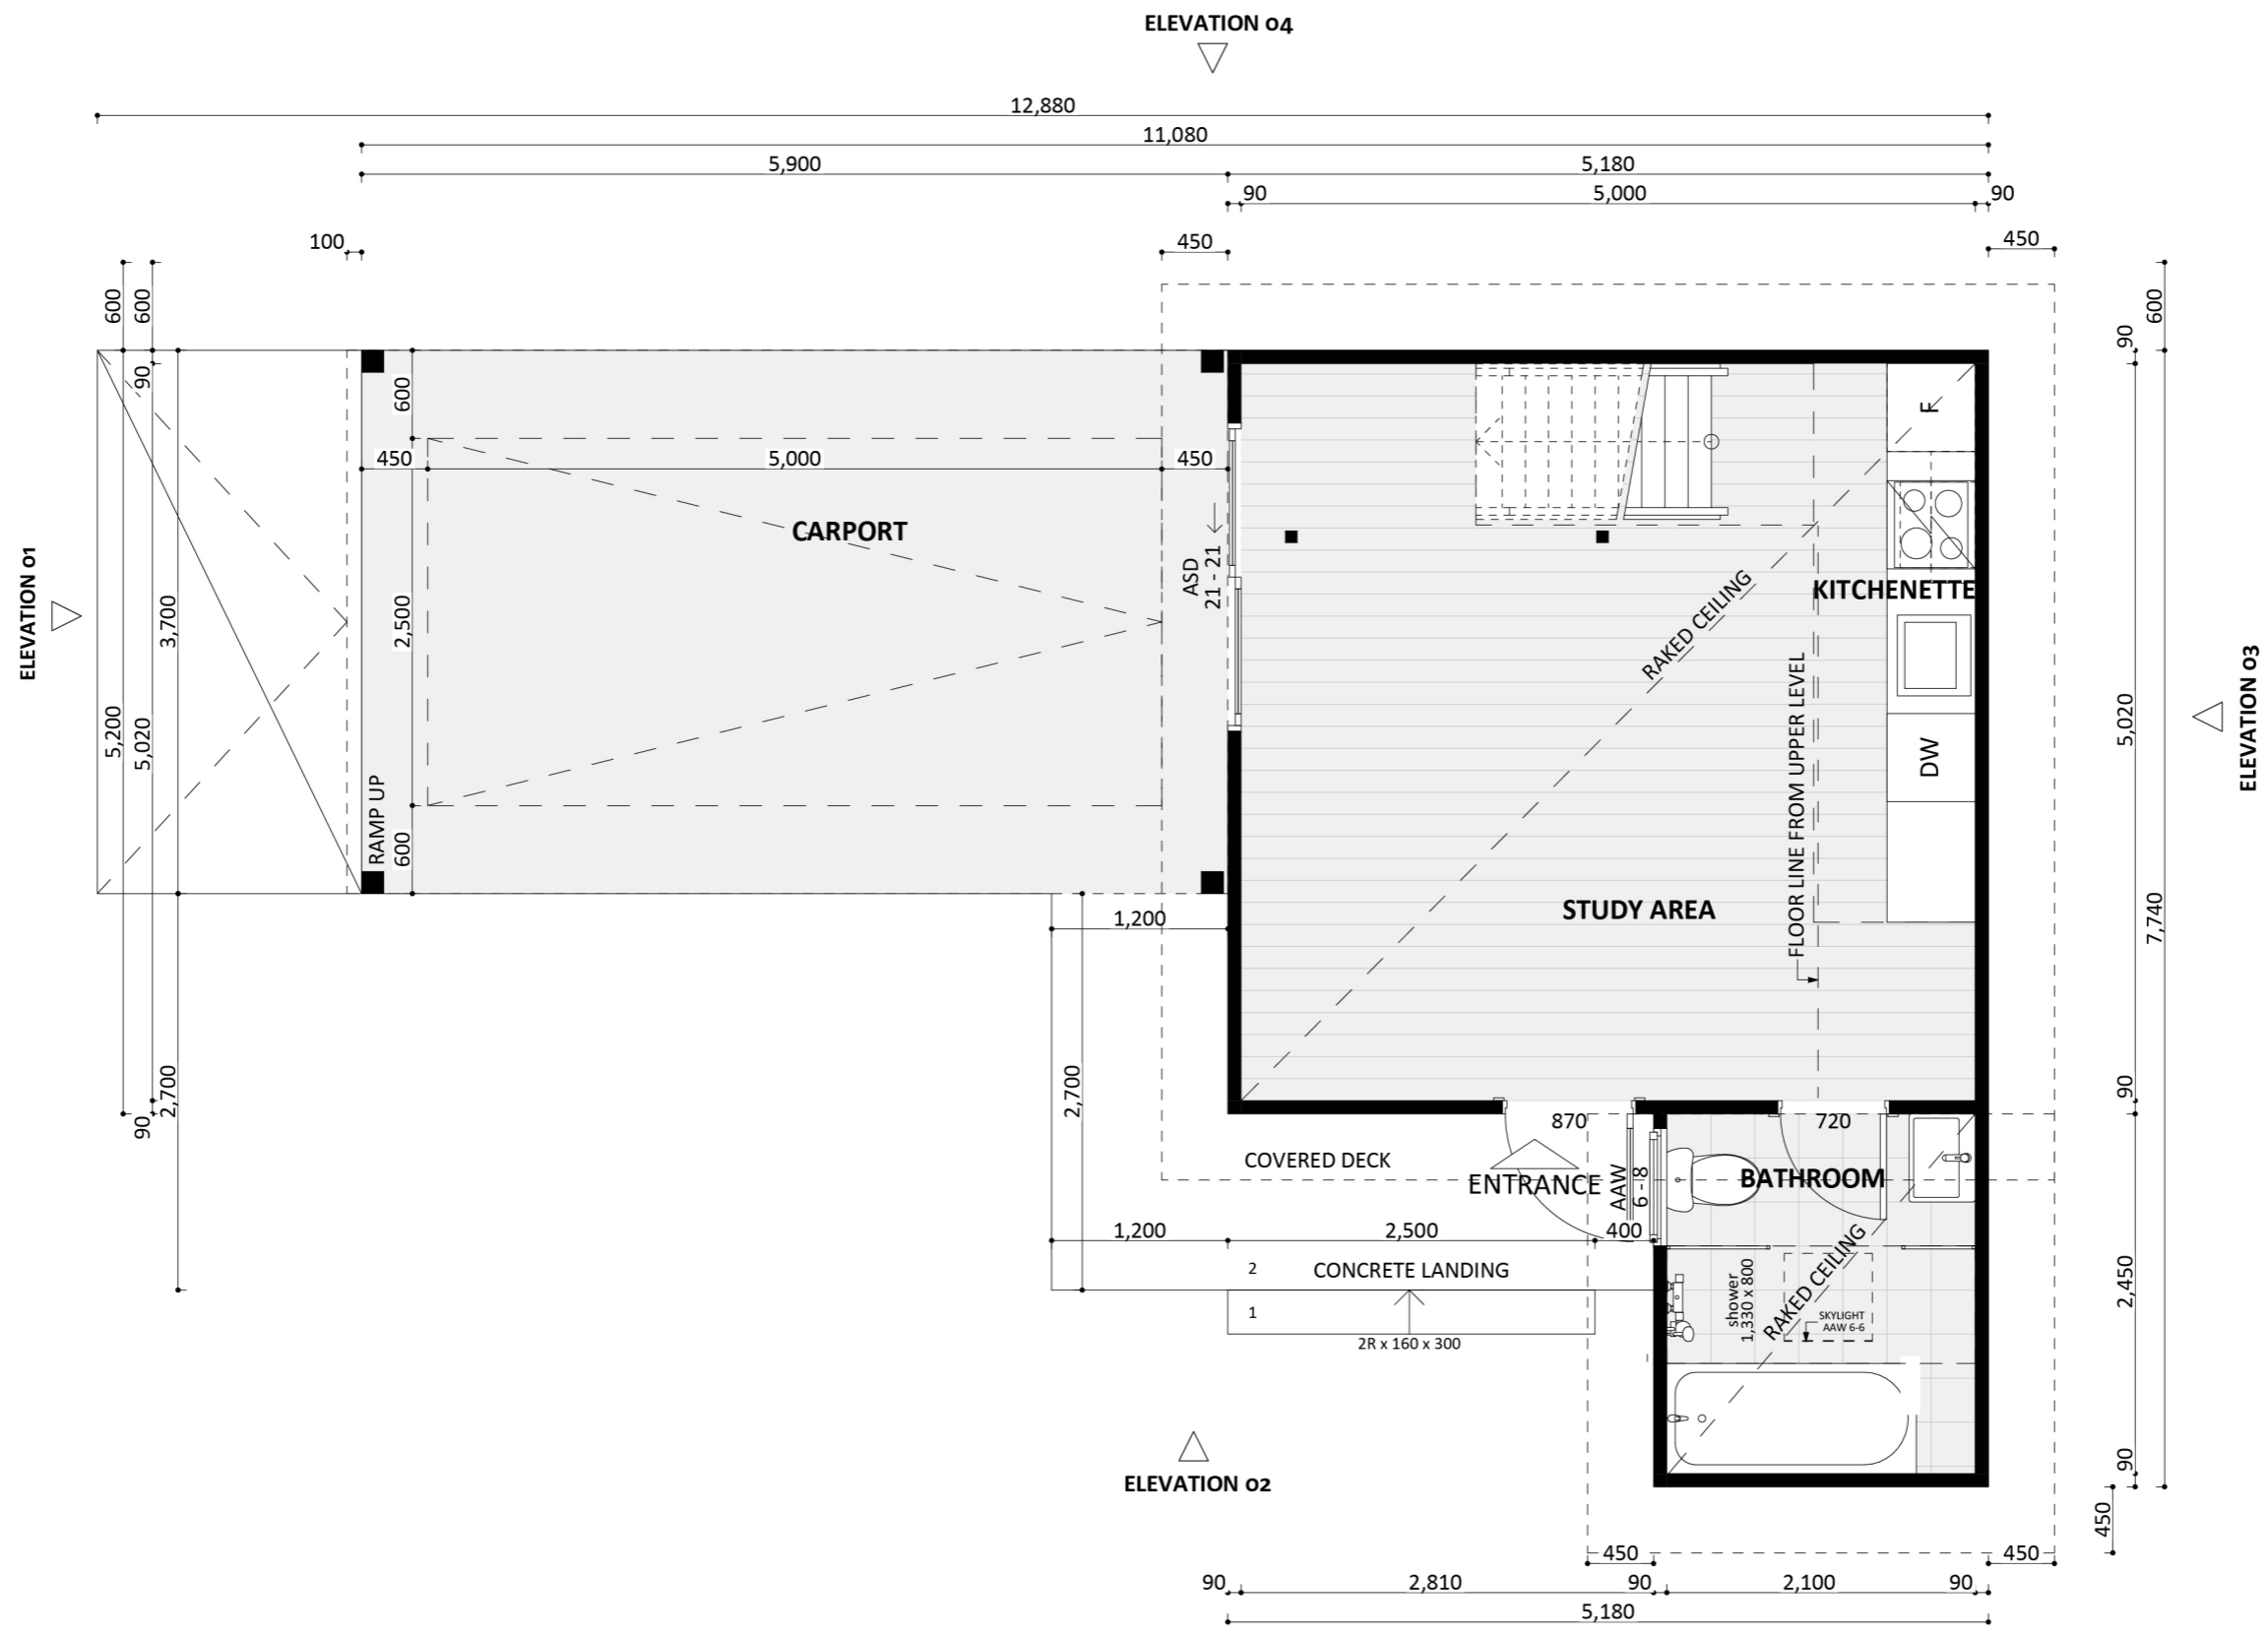 ELEVATION 04
12,880
11,080
5,900
5,180
90
5,000
90
100
450
450
600
600
600
90
90
600
450
5,000
450
CARPORT
ELEVATION 01
3,700
2,500
5,200
5,020
RAMP UP
600
ASD
21 - 21
F
KITCHENETTE
RAKED CEILING
FLOOR LINE FROM UPPER LEVEL
DW
STUDY AREA
5,020
7,740
ELEVATION 03
1,200
2,700
90
2,700
90
870
720
COVERED DECK
ENTRANCE
AAW
6 - 8
BATHROOM
1,200
2,500
400
2
CONCRETE LANDING
1
2R x 160 x 300
shower
1,330 x 800
RAKED CEILING
SKYLIGHT
AAW 6-6
2,450
90
450
ELEVATION 02
450
450
90
2,810
90
2,100
90
5,180